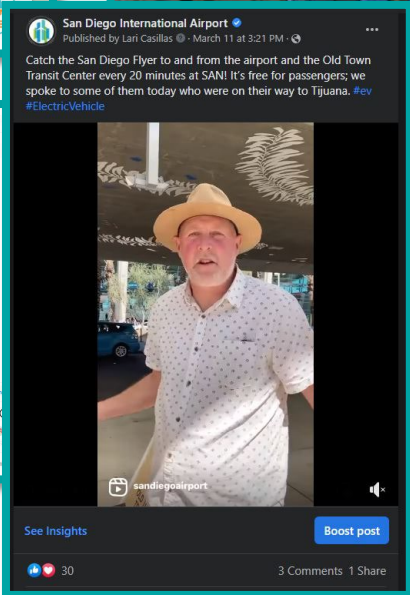 San Diego International Airport
Published by Lari Casillas · March 11 at 3:21 PM ·
Catch the San Diego Flyer to and from the airport and the Old Town
Transit Center every 20 minutes at SAN! It's free for passengers; we
spoke to some of them today who were on their way to Tijuana. #ev
#ElectricVehicle
sandiegoairport
See Insights
Boost post
30
3 Comments 1 Share